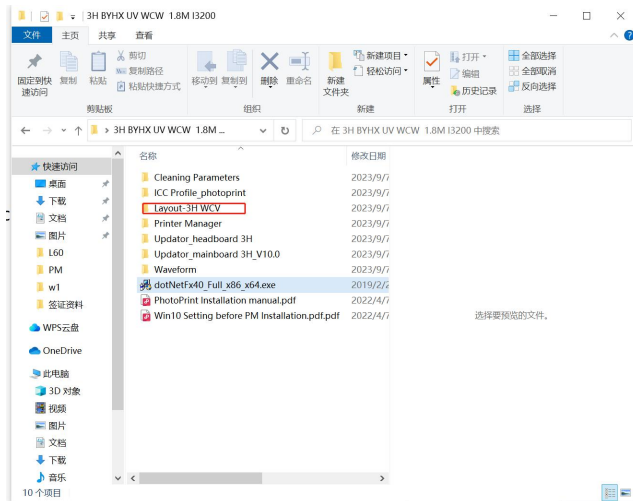 3H BYHX UV WCW 1.8M I3200
文件 主页 共享 查看
固定到快速访问
复制
粘贴
剪切
复制路径
粘贴快捷方式
剪贴板
移动到
复制到
删除
重命名
组织
新建文件夹
新建项目
轻松访问
新建
属性
打开
编辑
历史记录
打开
全部选择
全部取消
反向选择
选择
3H BYHX UV WCW 1.8M ...
在 3H BYHX UV WCW 1.8M I3200 中搜索
快速访问
桌面
下载
文档
图片
L60
PM
w1
签证资料
WPS云盘
OneDrive
此电脑
3D 对象
视频
图片
文档
下载
音乐
名称 修改日期
Cleaning Parameters 2023/9/7
ICC Profile_photoprint 2023/9/7
Layout-3H WCV 2023/9/7
Printer Manager 2023/9/7
Updator_headboard 3H 2023/9/7
Updator_mainboard 3H_V10.0 2023/9/7
Waveform 2023/9/7
dotNetFx40_Full_x86_x64.exe 2019/2/2
PhotoPrint Installation manual.pdf 2022/4/7
Win10 Setting before PM Installation.pdf.pdf 2022/4/7
选择要预览的文件。
10 个项目